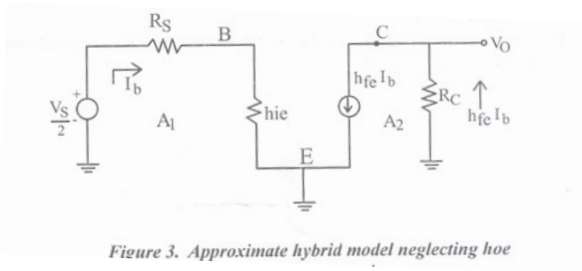 RS
B
C
VO
Ib
hfe Ib
+
VS
2
-
A1
hie
A2
RC
hfe Ib
E
Figure 3. Approximate hybrid model neglecting hoe